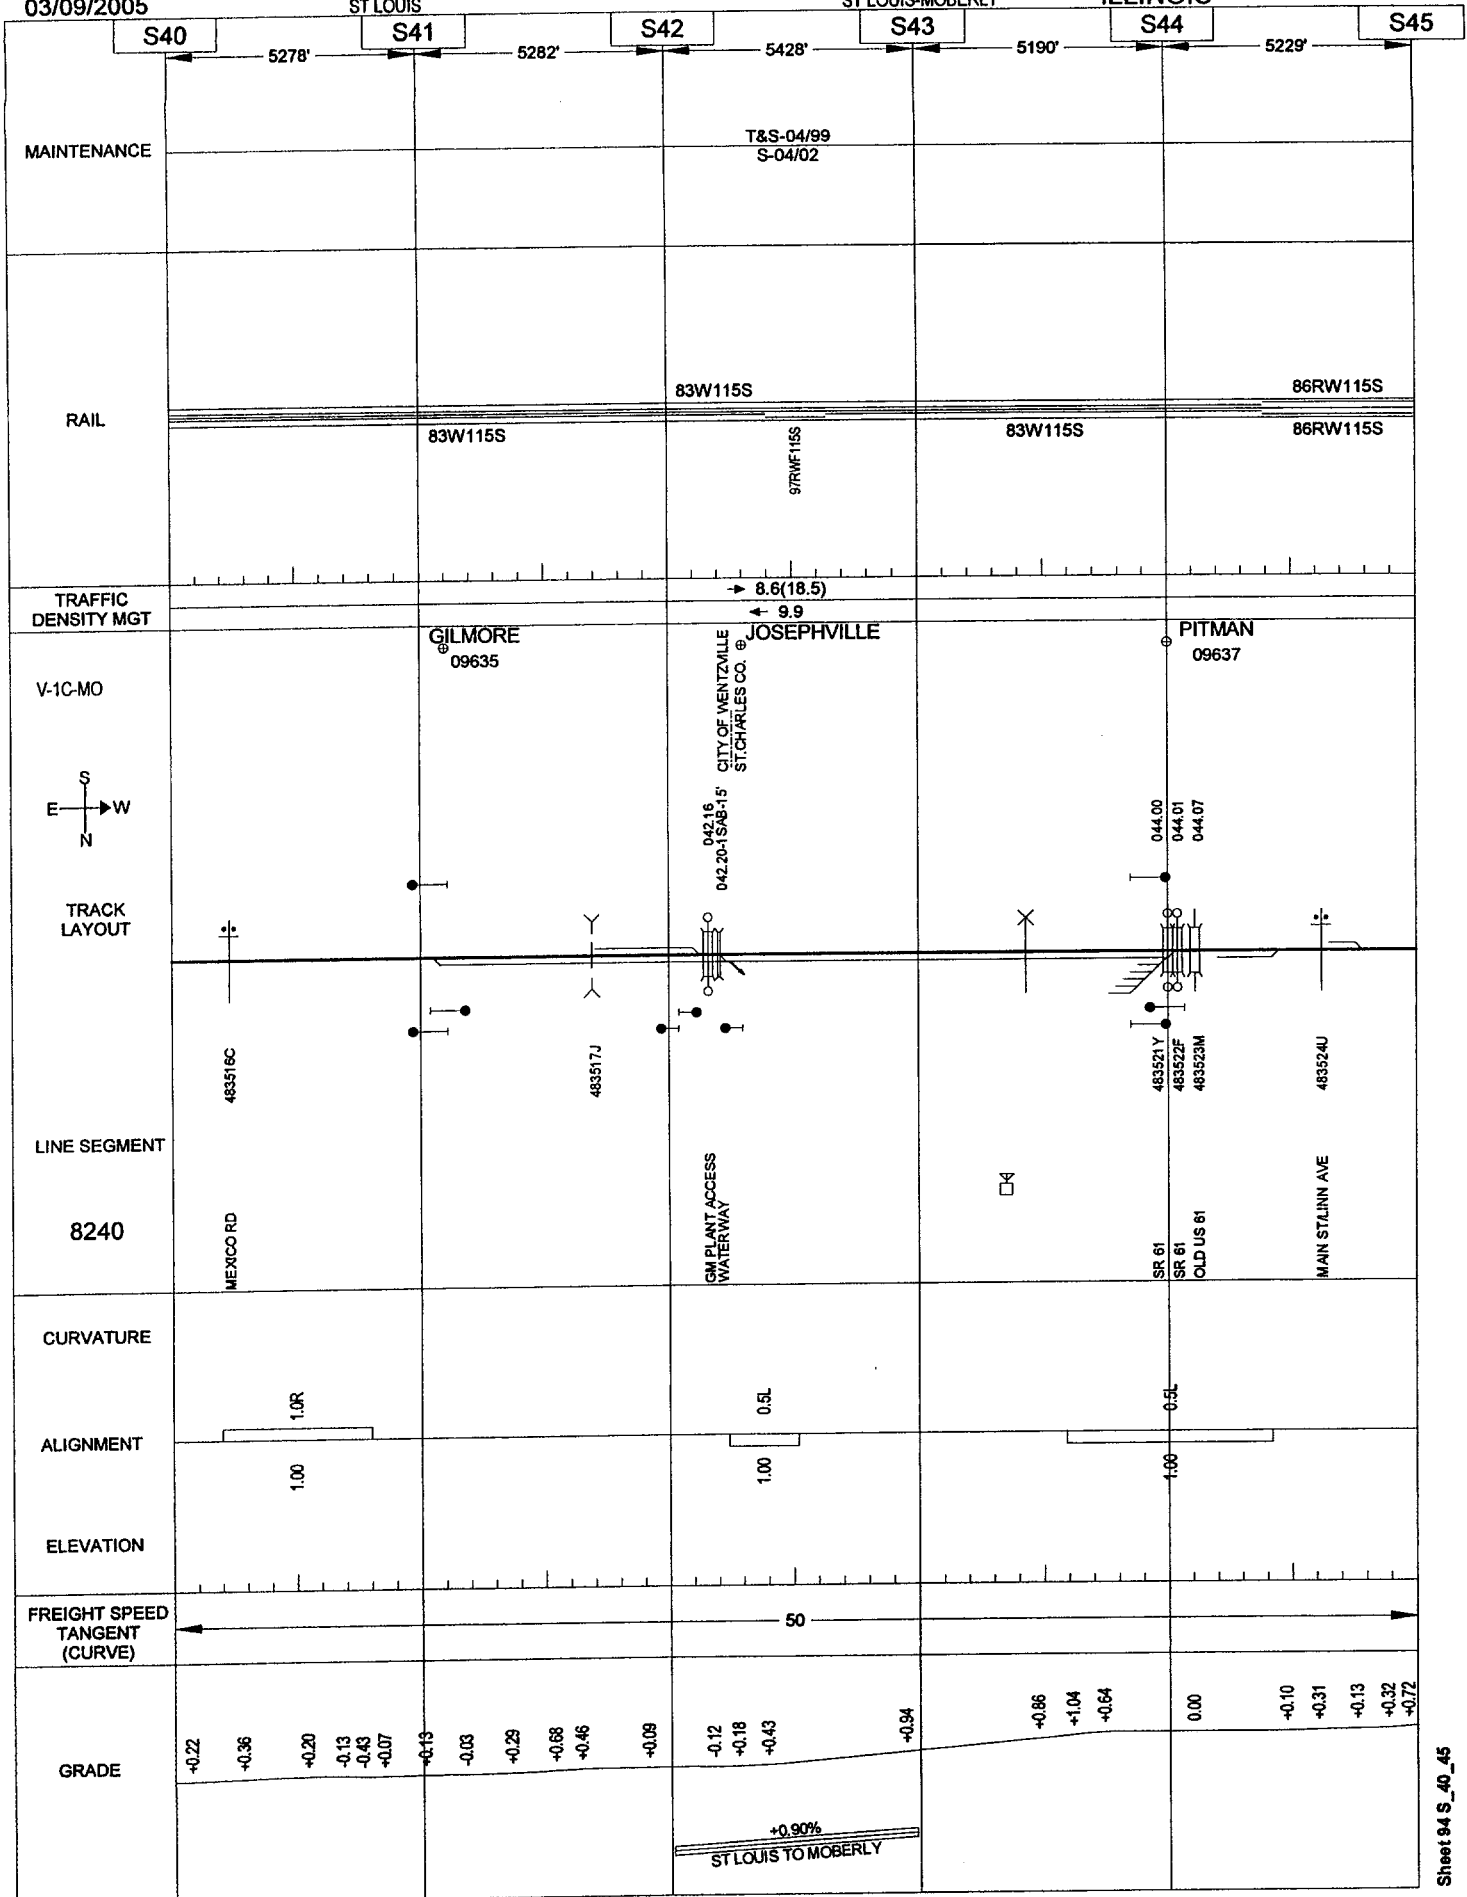 03/09/2005
ST LOUIS
ST LOUIS-MOBERLY
ILLINOIS
S40
S41
S42
S43
S44
S45
5278'
5282'
5428'
5190'
5229'
MAINTENANCE
T&S-04/99
S-04/02
RAIL
83W115S
86RW115S
83W115S
97RWF115S
83W115S
86RW115S
TRAFFIC
DENSITY MGT
8.6(18.5)
9.9
GILMORE
09635
JOSEPHVILLE
PITMAN
09637
V-1C-MO
CITY OF WENTZVILLE
ST.CHARLES CO.
S
E
W
N
042.16
042.20-1SAB-15'
044.00
044.01
044.07
TRACK
LAYOUT
483516C
483517J
483521Y
483522F
483523M
483524U
LINE SEGMENT
8240
MEXICO RD
GM PLANT ACCESS
WATERWAY
SR 61
SR 61
OLD US 61
MAIN ST/LINN AVE
CURVATURE
1.0R
0.5L
0.5L
ALIGNMENT
1.00
1.00
1.00
ELEVATION
FREIGHT SPEED
TANGENT
(CURVE)
50
GRADE
+0.22
+0.36
+0.20
-0.13
-0.43
+0.07
+0.13
-0.03
+0.29
+0.68
+0.46
+0.09
-0.12
+0.18
+0.43
+0.94
+0.86
+1.04
+0.64
0.00
+0.10
+0.31
+0.13
+0.32
+0.72
+0.90%
ST LOUIS TO MOBERLY
Sheet 94 S_40_45